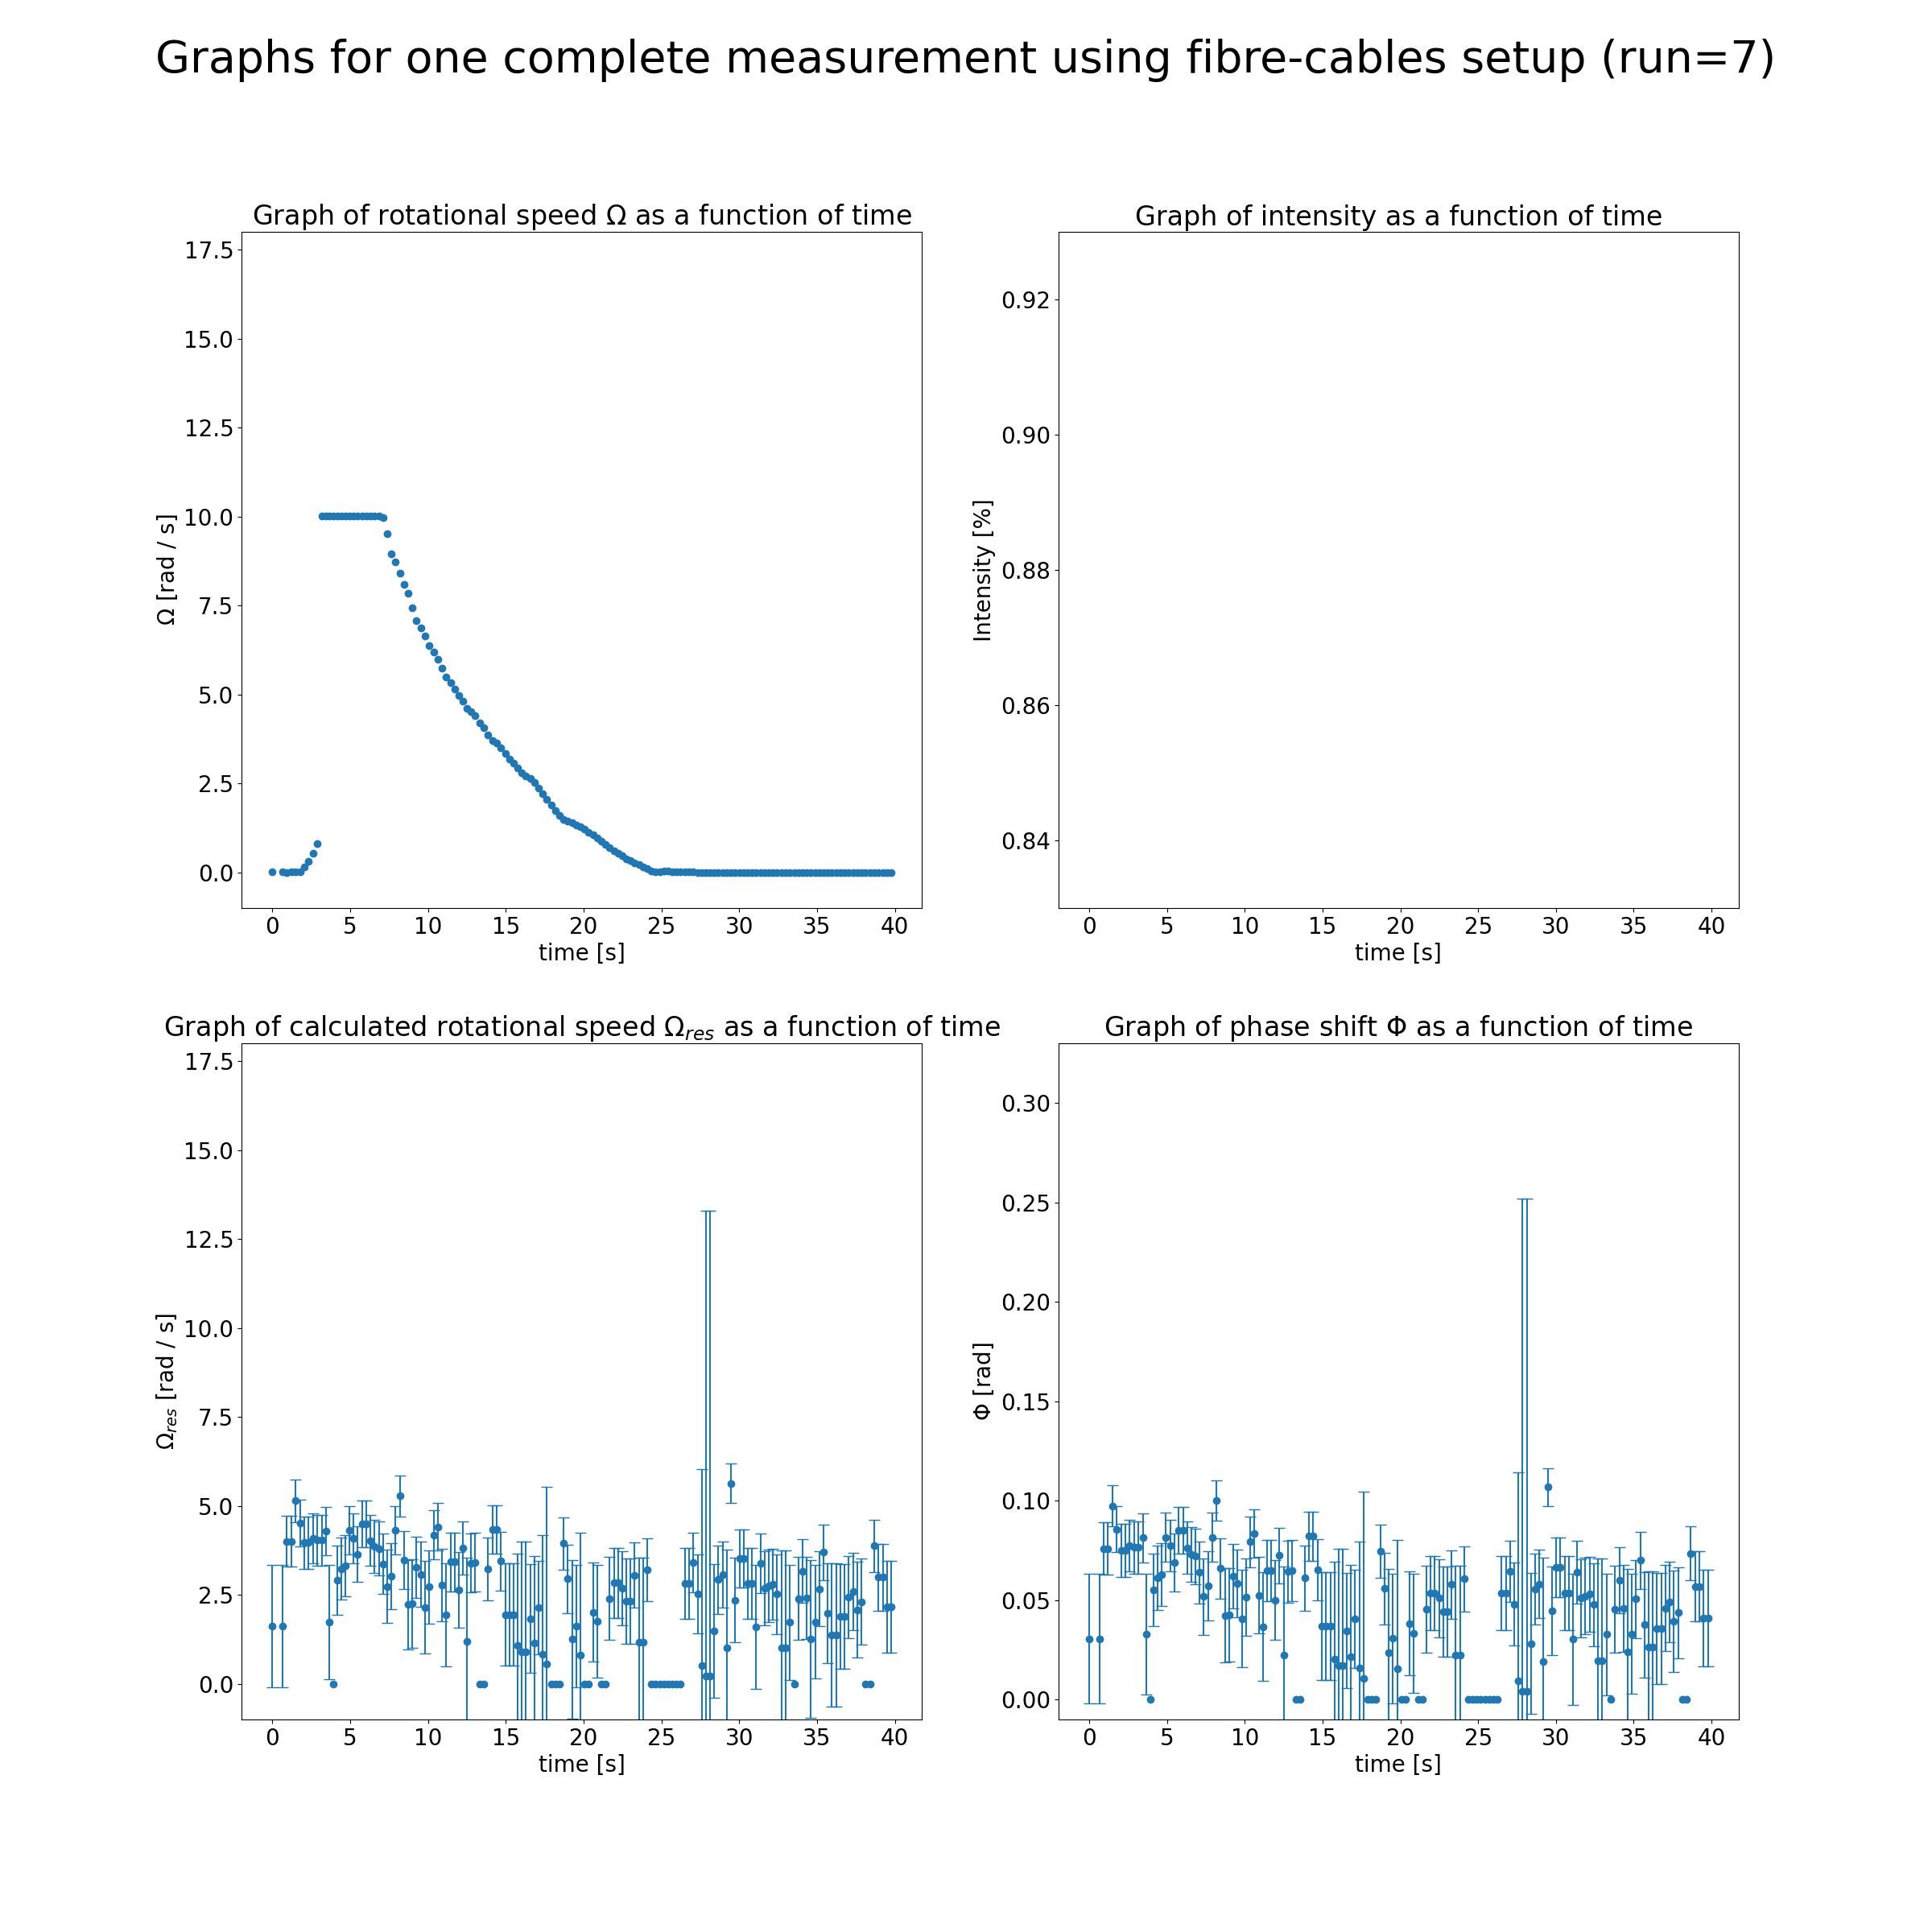 Graphs for one complete measurement using fibre-cables setup (run=7)
Graph of rotational speed Ω as a function of time
17.5
15.0
12.5
10.0
7.5
5.0
2.5
0.0
Ω [rad / s]
0 5 10 15 20 25 30 35 40
time [s]
Graph of intensity as a function of time
0.92
0.90
0.88
0.86
0.84
Intensity [%]
0 5 10 15 20 25 30 35 40
time [s]
Graph of calculated rotational speed Ωres as a function of time
17.5
15.0
12.5
10.0
7.5
5.0
2.5
0.0
Ωres [rad / s]
0 5 10 15 20 25 30 35 40
time [s]
Graph of phase shift Φ as a function of time
0.30
0.25
0.20
0.15
0.10
0.05
0.00
Φ [rad]
0 5 10 15 20 25 30 35 40
time [s]